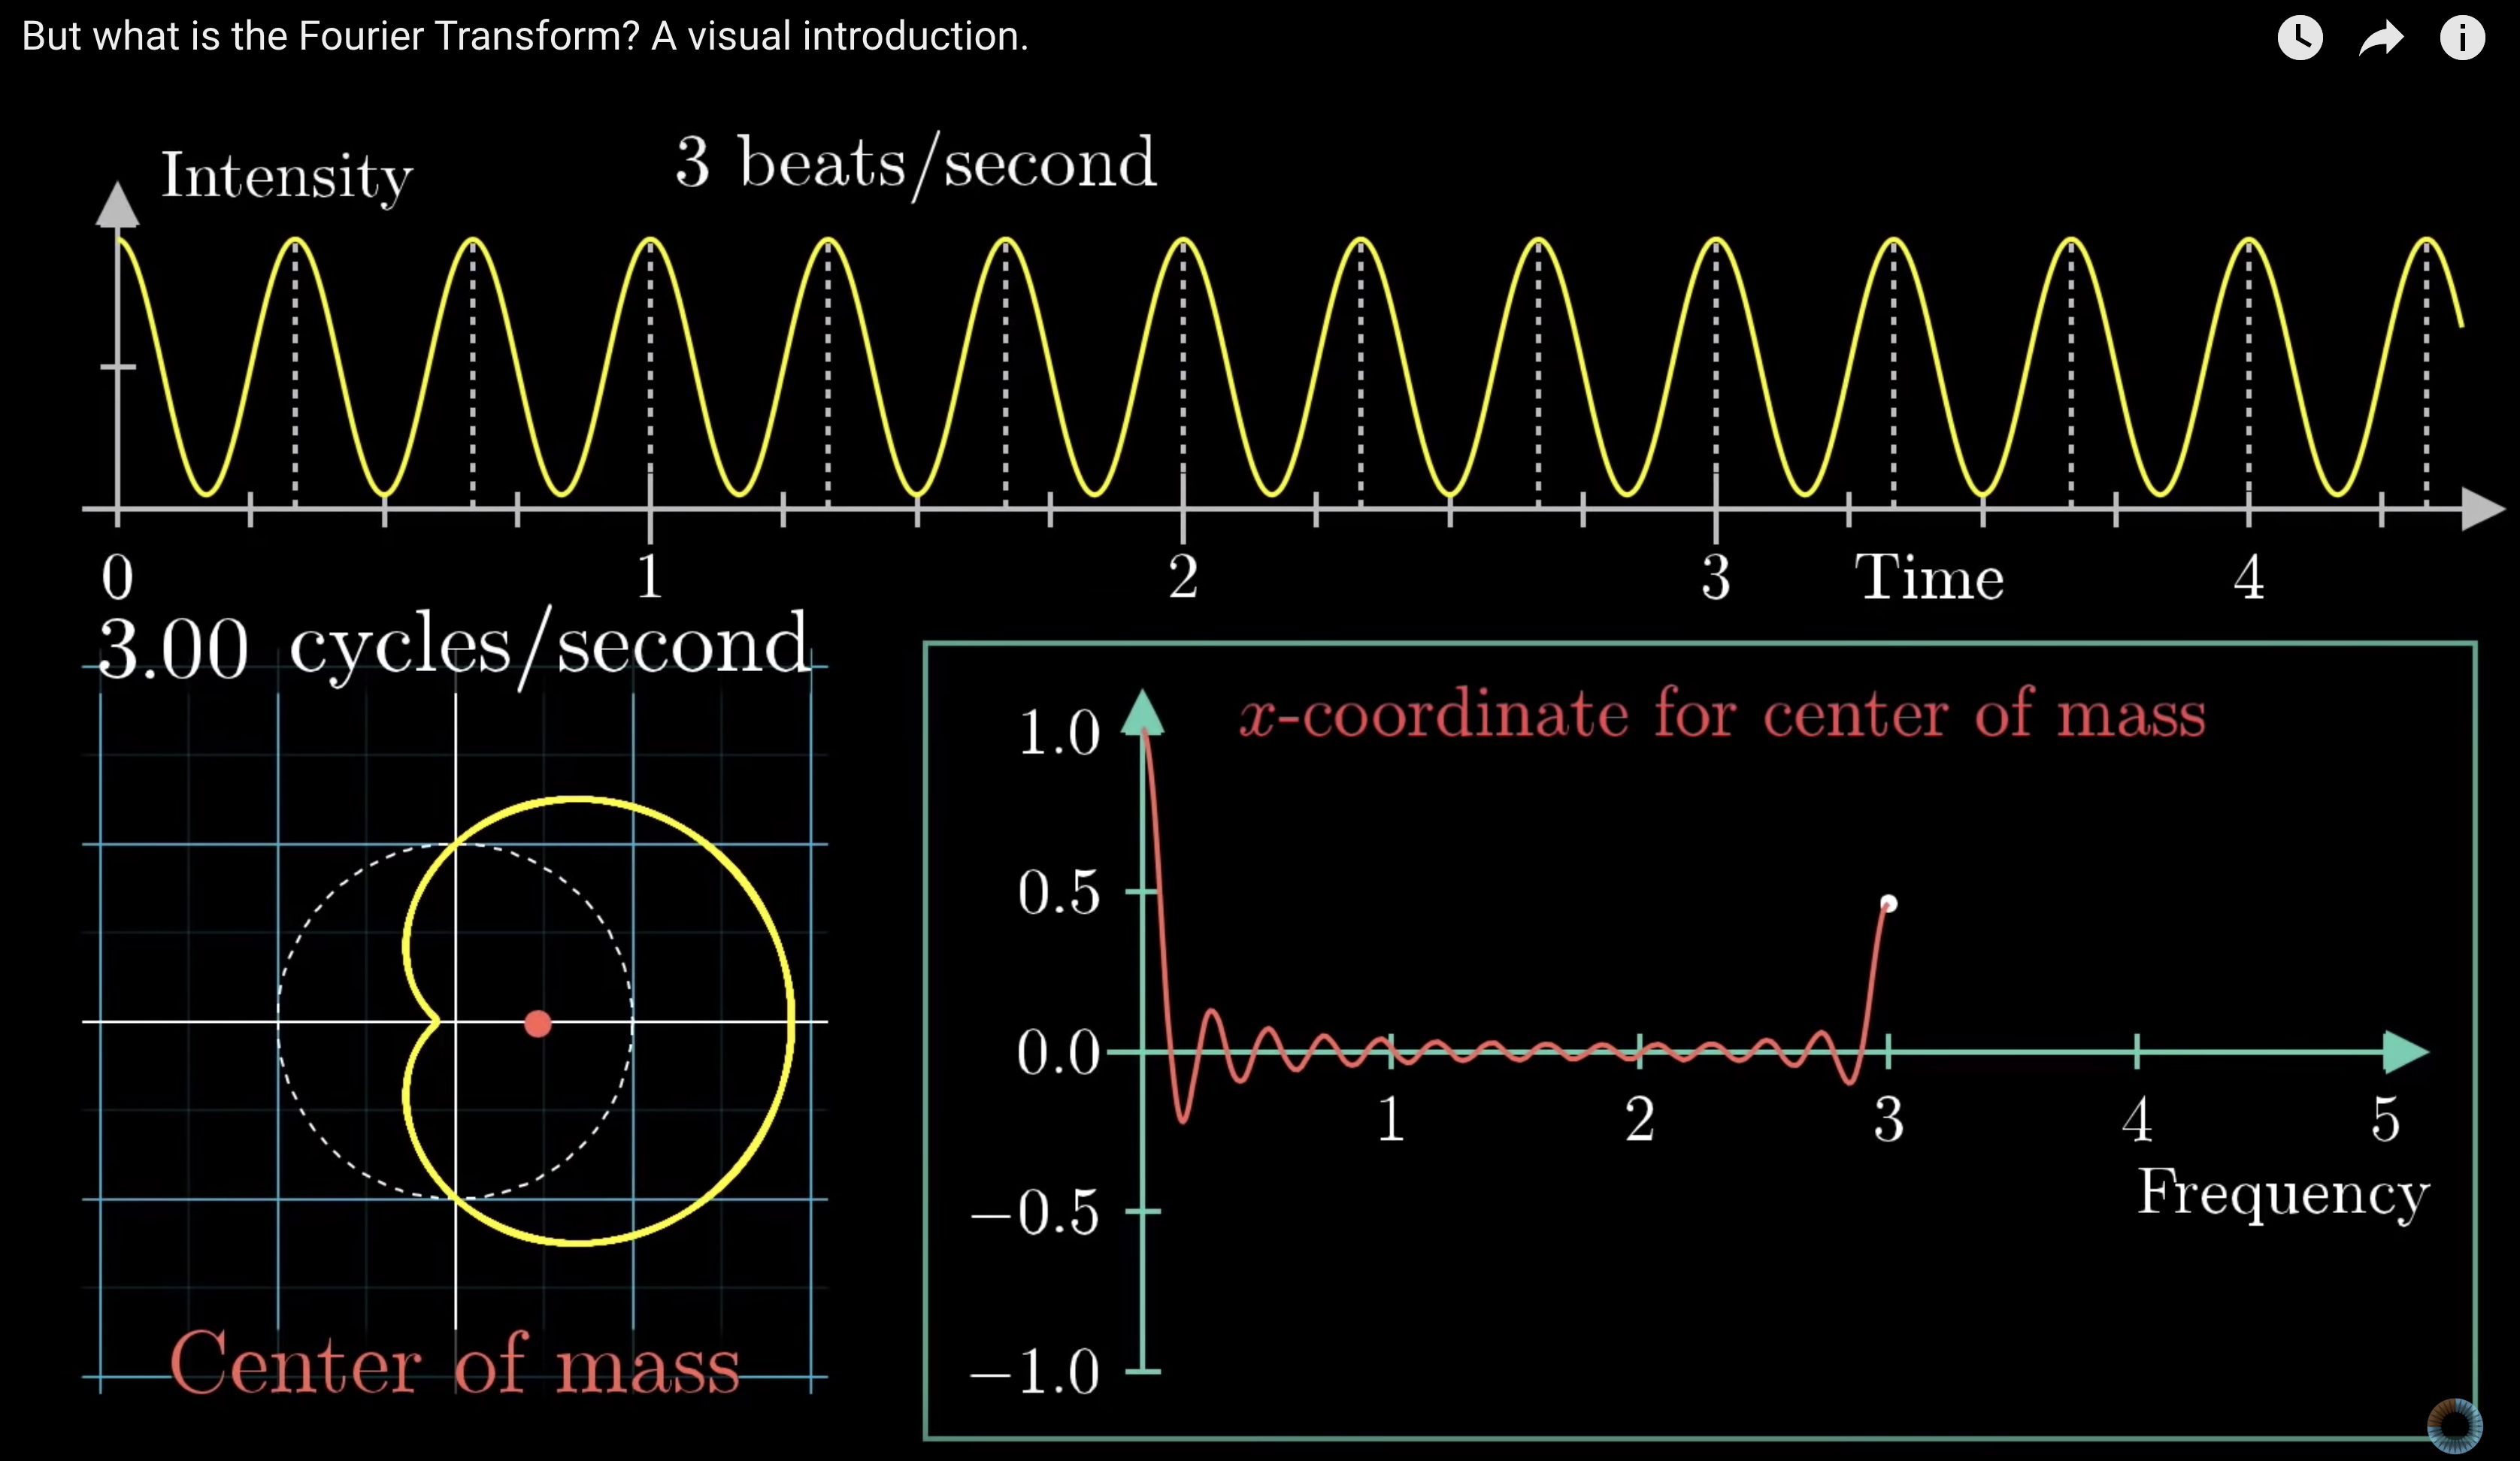 But what is the Fourier Transform? A visual introduction.
3 beats/second
Intensity
0 1 2 3 Time 4
3.00 cycles/second
Center of mass
x-coordinate for center of mass
1.0
0.5
0.0
−0.5
−1.0
1 2 3 4 5
Frequency